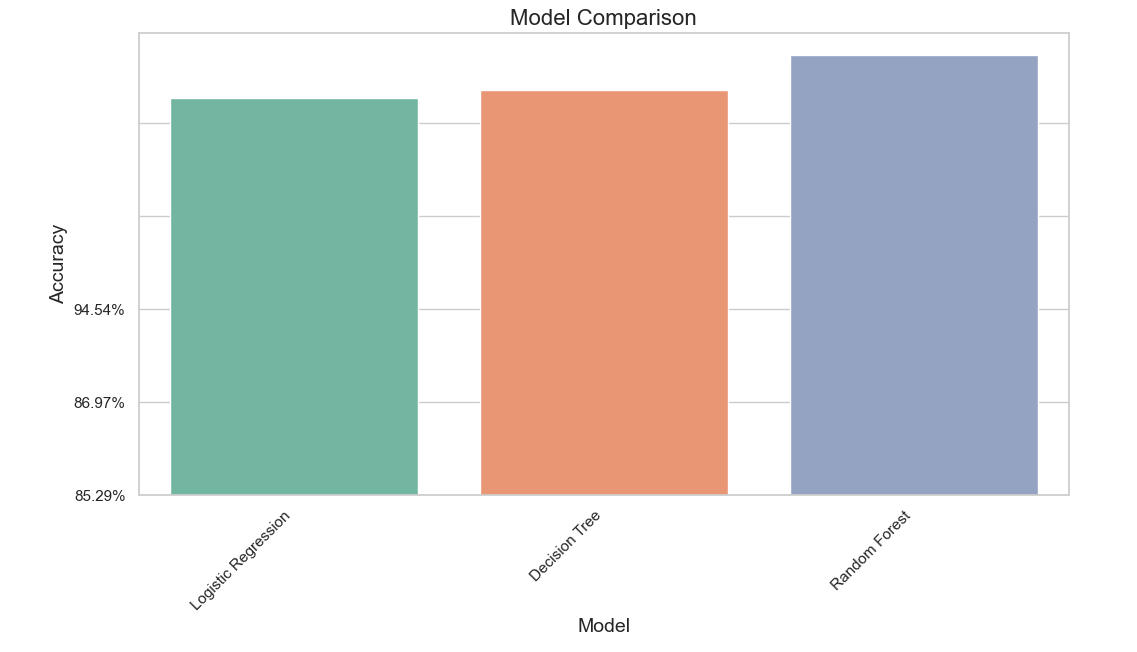 Model Comparison
Accuracy
94.54%
86.97%
85.29%
Logistic Regression
Decision Tree
Random Forest
Model